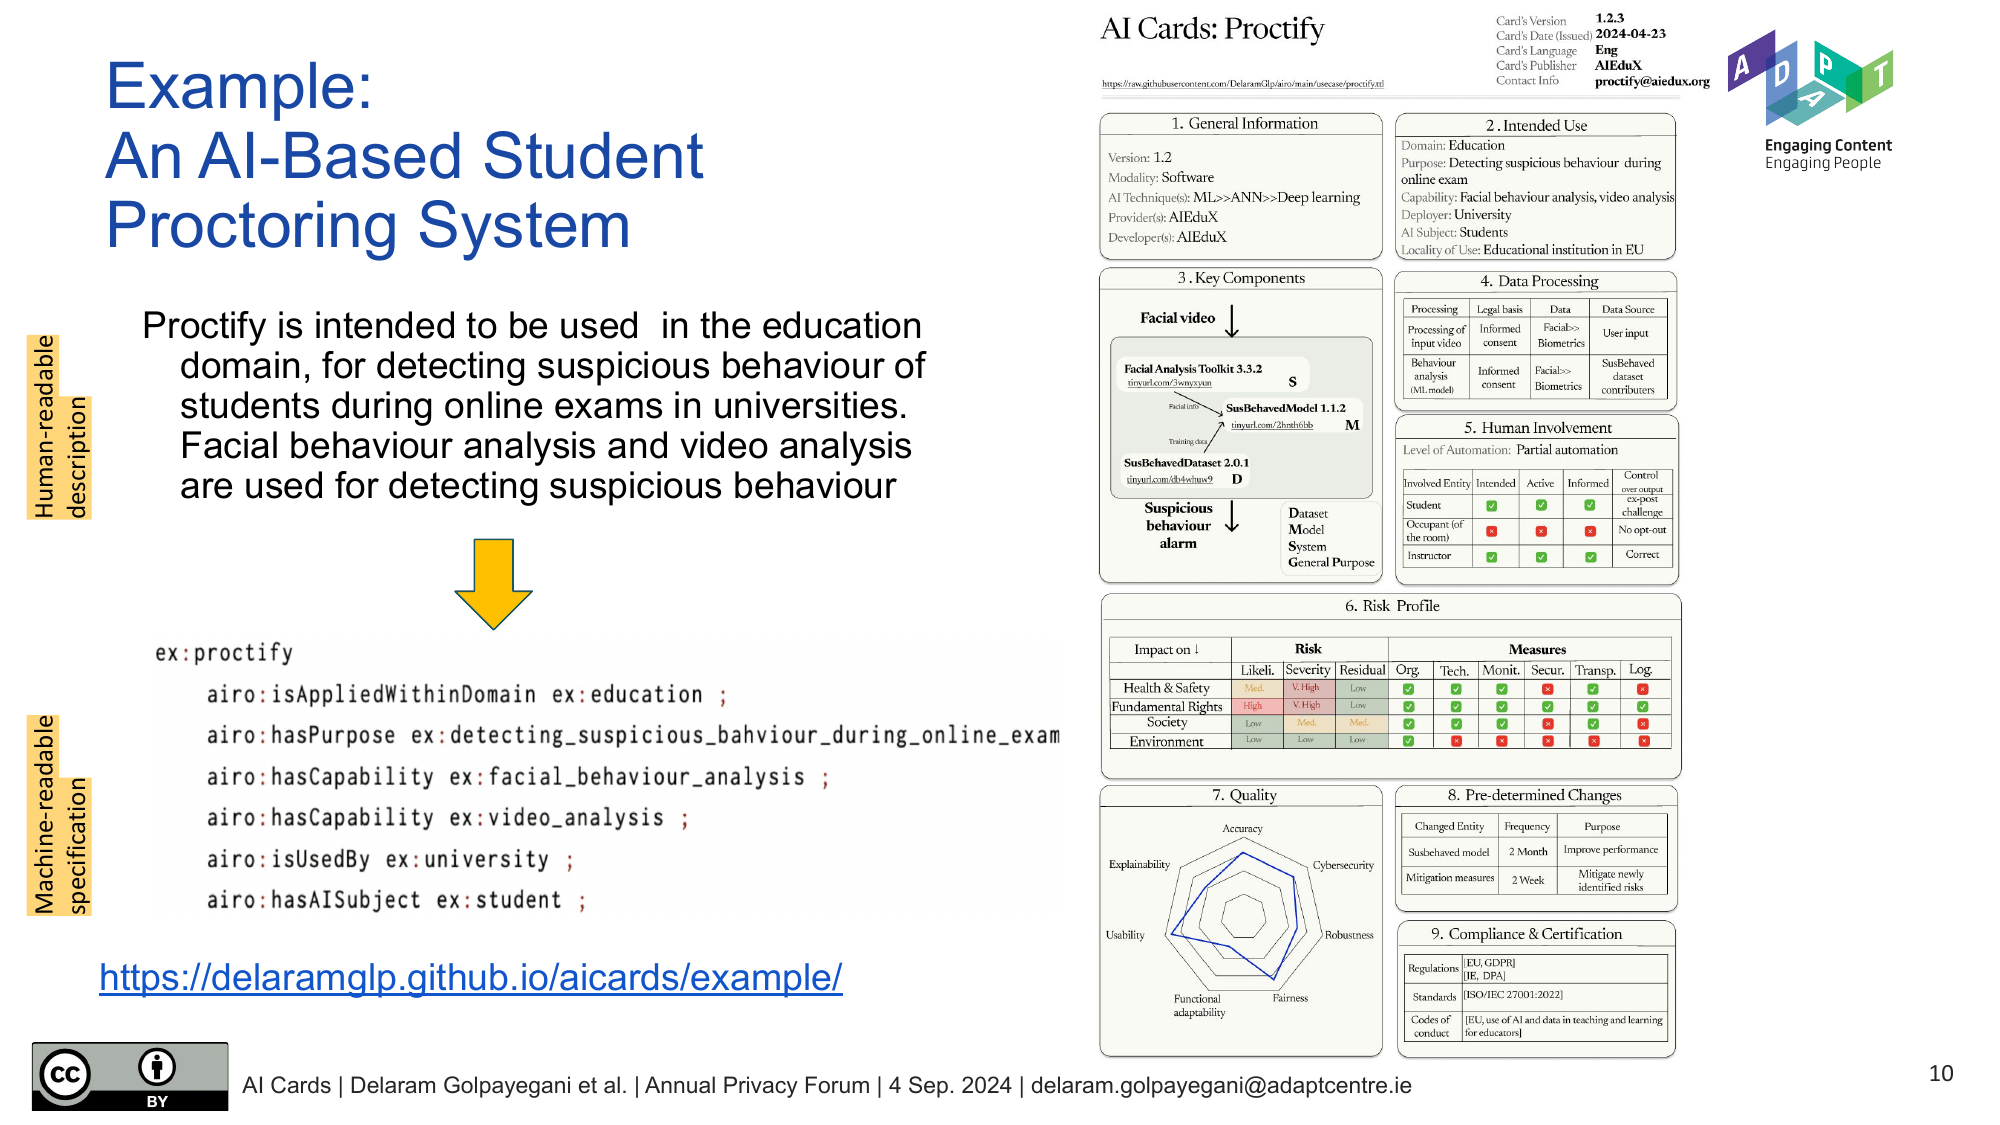 Example:
An AI-Based Student
Proctoring System
Human-readable
description
Proctify is intended to be used  in the education
domain, for detecting suspicious behaviour of
students during online exams in universities.
Facial behaviour analysis and video analysis
are used for detecting suspicious behaviour
Machine-readable
specification
ex:proctify
airo:isAppliedWithinDomain ex:education ;
airo:hasPurpose ex:detecting_suspicious_bahviour_during_online_exam
airo:hasCapability ex:facial_behaviour_analysis ;
airo:hasCapability ex:video_analysis ;
airo:isUsedBy ex:university ;
airo:hasAISubject ex:student ;
https://delaramglp.github.io/aicards/example/
AI Cards: Proctify
https://raw.githubusercontent.com/DelaramGlp/airo/main/usecase/proctify.ttl
Card's Version 1.2.3
Card's Date (Issued) 2024-04-23
Card's Language Eng
Card's Publisher AIEduX
Contact Info proctify@aiedux.org
ADAPT
Engaging Content
Engaging People
1. General Information
Version: 1.2
Modality: Software
AI Technique(s): ML>>ANN>>Deep learning
Provider(s): AIEduX
Developer(s): AIEduX
2. Intended Use
Domain: Education
Purpose: Detecting suspicious behaviour during
online exam
Capability: Facial behaviour analysis, video analysis
Deployer: University
AI Subject: Students
Locality of Use: Educational institution in EU
3. Key Components
Facial video
Facial Analysis Toolkit 3.3.2
tinyurl.com/3wnyxyun S
Facial info
SusBehavedModel 1.1.2
tinyurl.com/2hnth6bb M
Training data
SusBehavedDataset 2.0.1
tinyurl.com/db4whuw9 D
Suspicious
behaviour
alarm
Dataset
Model
System
General Purpose
4. Data Processing
Processing Legal basis Data Data Source
Processing of input video Informed consent Facial>> Biometrics User input
Behaviour analysis (ML model) Informed consent Facial>> Biometrics SusBehaved dataset contributers
5. Human Involvement
Level of Automation: Partial automation
Involved Entity Intended Active Informed Control over output
Student ex-post challenge
Occupant (of the room) No opt-out
Instructor Correct
6. Risk Profile
Impact on ↓ Risk Measures
Likeli. Severity Residual Org. Tech. Monit. Secur. Transp. Log.
Health & Safety Med. V. High Low
Fundamental Rights High V. High Low
Society Low Med. Med.
Environment Low Low Low
7. Quality
Accuracy
Explainability
Cybersecurity
Usability
Robustness
Functional
adaptability
Fairness
8. Pre-determined Changes
Changed Entity Frequency Purpose
Susbehaved model 2 Month Improve performance
Mitigation measures 2 Week Mitigate newly identified risks
9. Compliance & Certification
Regulations [EU, GDPR]
[IE, DPA]
Standards [ISO/IEC 27001:2022]
Codes of conduct [EU, use of AI and data in teaching and learning for educators]
cc
BY
AI Cards | Delaram Golpayegani et al. | Annual Privacy Forum | 4 Sep. 2024 | delaram.golpayegani@adaptcentre.ie
10